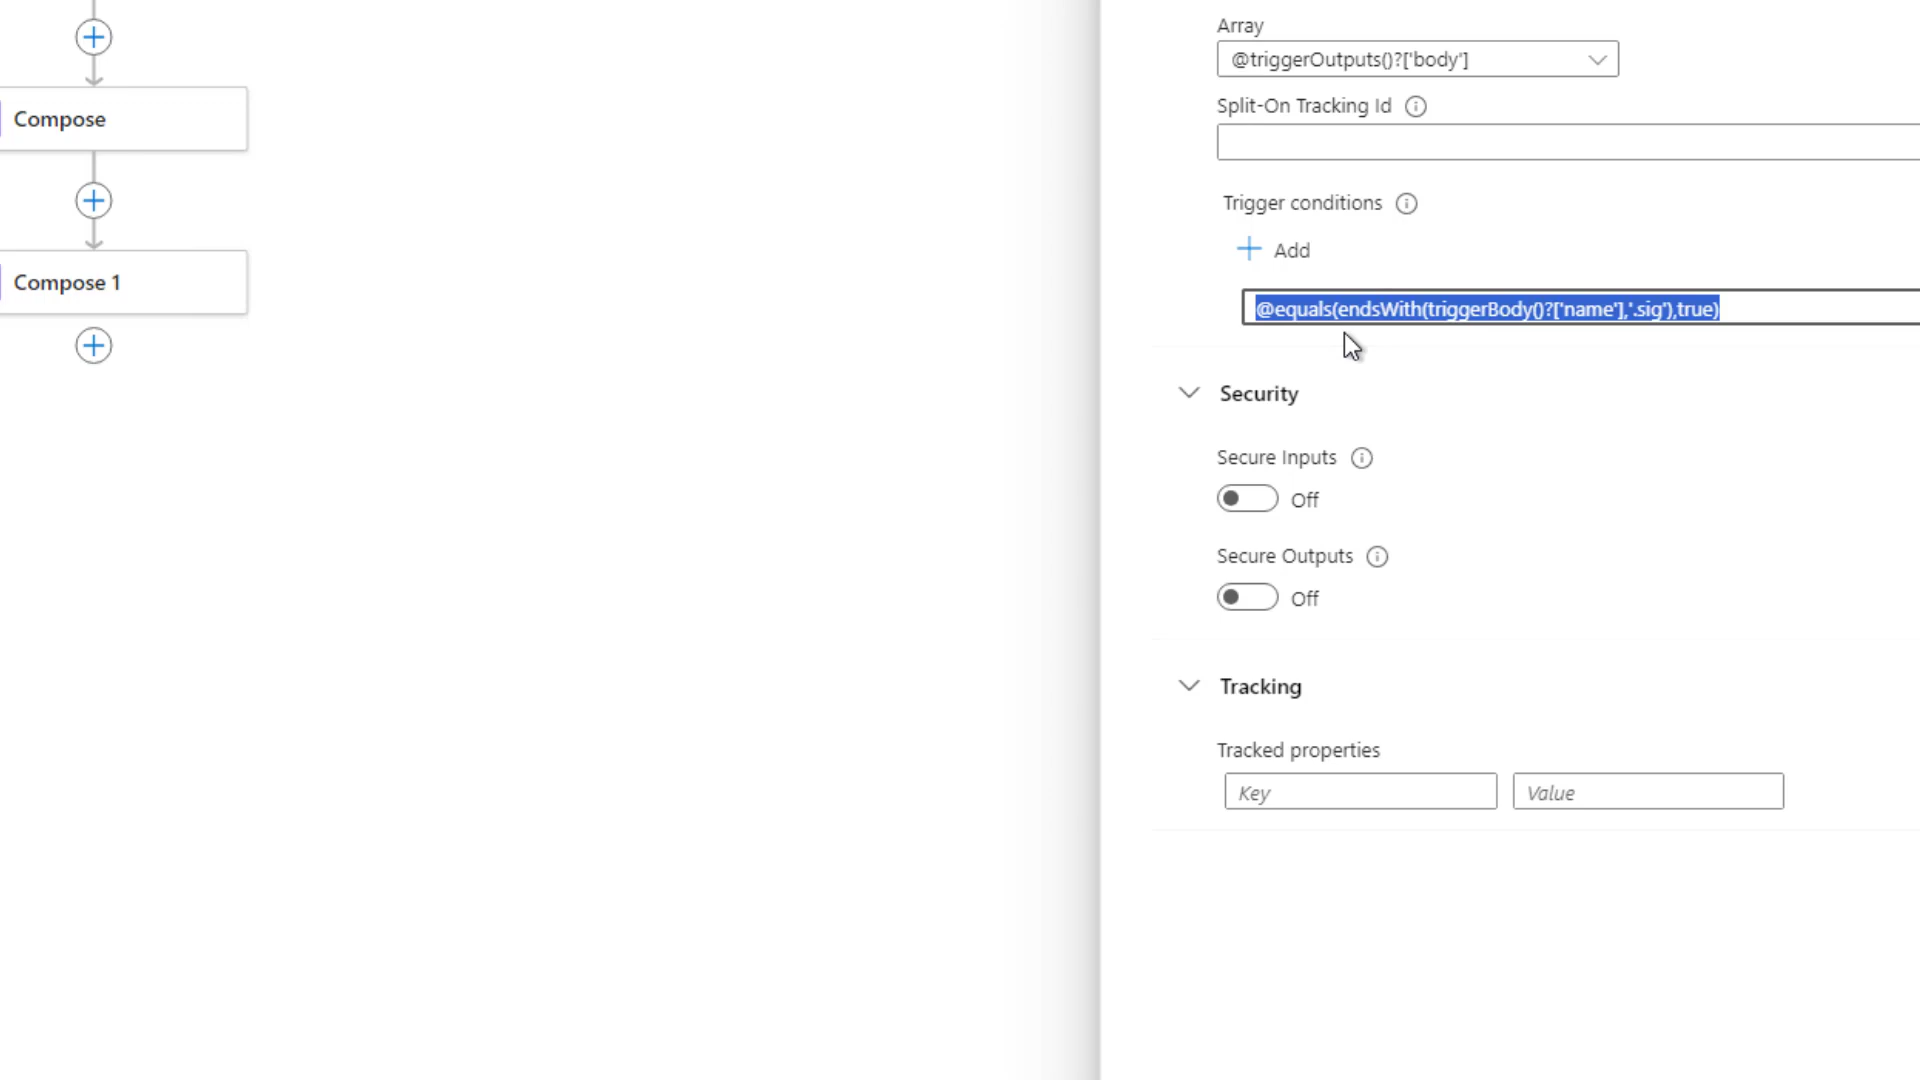 Compose
Compose 1
Array
@triggerOutputs()?['body']
Split-On Tracking Id
Trigger conditions
Add
@equals(endsWith(triggerBody()?['name'],'.sig'),true)
Security
Secure Inputs
Off
Secure Outputs
Off
Tracking
Tracked properties
Key
Value